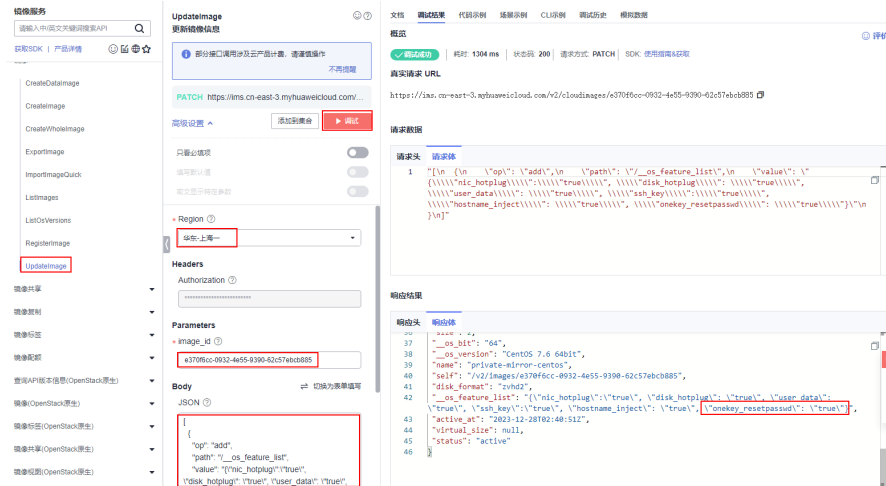 镜像服务
请输入中/英文关键词搜索API
获取SDK | 产品详情
CreateDataImage
CreateImage
CreateWholeImage
ExportImage
ImportImageQuick
ListImages
ListOsVersions
RegisterImage
UpdateImage
镜像共享
镜像复制
镜像标签
镜像配额
查询API版本信息(OpenStack原生)
镜像(OpenStack原生)
镜像标签(OpenStack原生)
镜像共享(OpenStack原生)
镜像视图(OpenStack原生)
UpdateImage
更新镜像信息
部分接口调用涉及云产品计费，请谨慎操作
不再提醒
PATCH https://ims.cn-east-3.myhuaweicloud.com/...
高级设置
添加到集合
调试
只看必填项
填写默认值
英文显示转换参数
* Region
华东-上海一
Headers
Authorization
************************
Parameters
* image_id
e370f6cc-0932-4e55-9390-62c57ebcb885
Body
切换为表单填写
JSON
[
{
"op": "add",
"path": "/__os_feature_list",
"value": "{\"nic_hotplug\":\"true\",
\"disk_hotplug\": \"true\", \"user_data\": \"true\",
文档 调试结果 代码示例 场景示例 CLI示例 调试历史 模拟数据
概览
评价
调试成功 耗时: 1304 ms 状态码: 200 请求方式: PATCH SDK: 使用指南&获取
真实请求 URL
https://ims.cn-east-3.myhuaweicloud.com/v2/cloudimages/e370f6cc-0932-4e55-9390-62c57ebcb885
请求数据
请求头 请求体
1 "[\n {\n \"op\": \"add\",\n \"path\": \"/__os_feature_list\",\n \"value\": \"
{\\\\\"nic_hotplug\\\\\":\\\\\"true\\\\\", \\\\\"disk_hotplug\\\\\": \\\\\"true\\\\\",
\\\\\"user_data\\\\\": \\\\\"true\\\\\", \\\\\"ssh_key\\\\\":\\\\\"true\\\\\",
\\\\\"hostname_inject\\\\\": \\\\\"true\\\\\", \\\\\"onekey_resetpasswd\\\\\": \\\\\"true\\\\\"}\"\n
}\n]"
响应结果
响应头 响应体
36 "size": 2,
37 "__os_bit": "64",
38 "__os_version": "CentOS 7.6 64bit",
39 "name": "private-mirror-centos",
40 "self": "/v2/images/e370f6cc-0932-4e55-9390-62c57ebcb885",
41 "disk_format": "zvhd2",
42 "__os_feature_list": "{\"nic_hotplug\":\"true\", \"disk_hotplug\": \"true\", \"user_data\":
\"true\", \"ssh_key\":\"true\", \"hostname_inject\": \"true\", \"onekey_resetpasswd\": \"true\"}",
43 "active_at": "2023-12-28T02:40:51Z",
44 "virtual_size": null,
45 "status": "active"
46 }